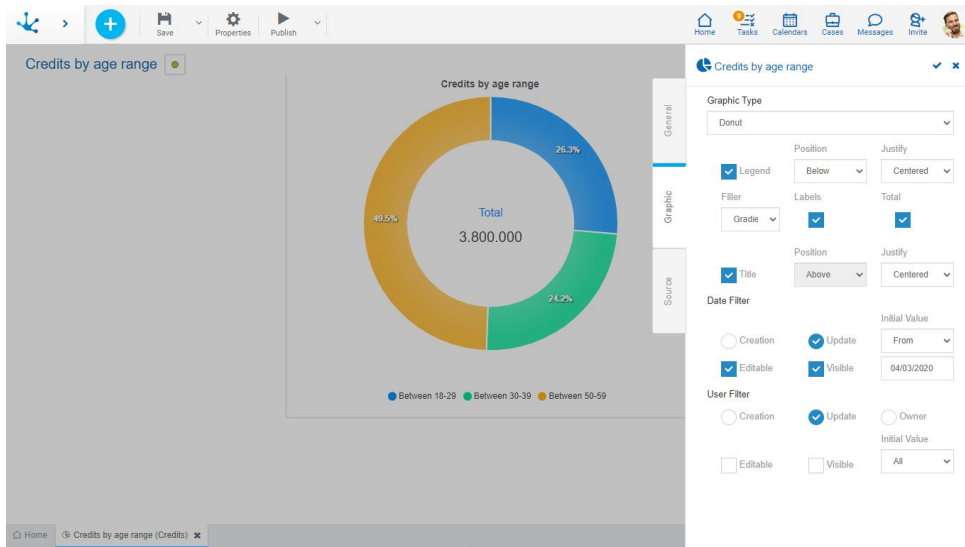 Save
Properties
Publish
Home
9
Tasks
Calendars
Cases
Messages
Invite
Credits by age range
Credits by age range
26.3%
49.5%
24.2%
Total
3.800.000
Between 18-29 Between 30-39 Between 50-59
General
Graphic
Source
Credits by age range
Graphic Type
Donut
Position Justify
Legend Below Centered
Filler Labels Total
Gradie
Position Justify
Title Above Centered
Date Filter
Initial Value
Creation Update From
Editable Visible 04/03/2020
User Filter
Creation Update Owner
Initial Value
Editable Visible All
Home Credits by age range (Credits)